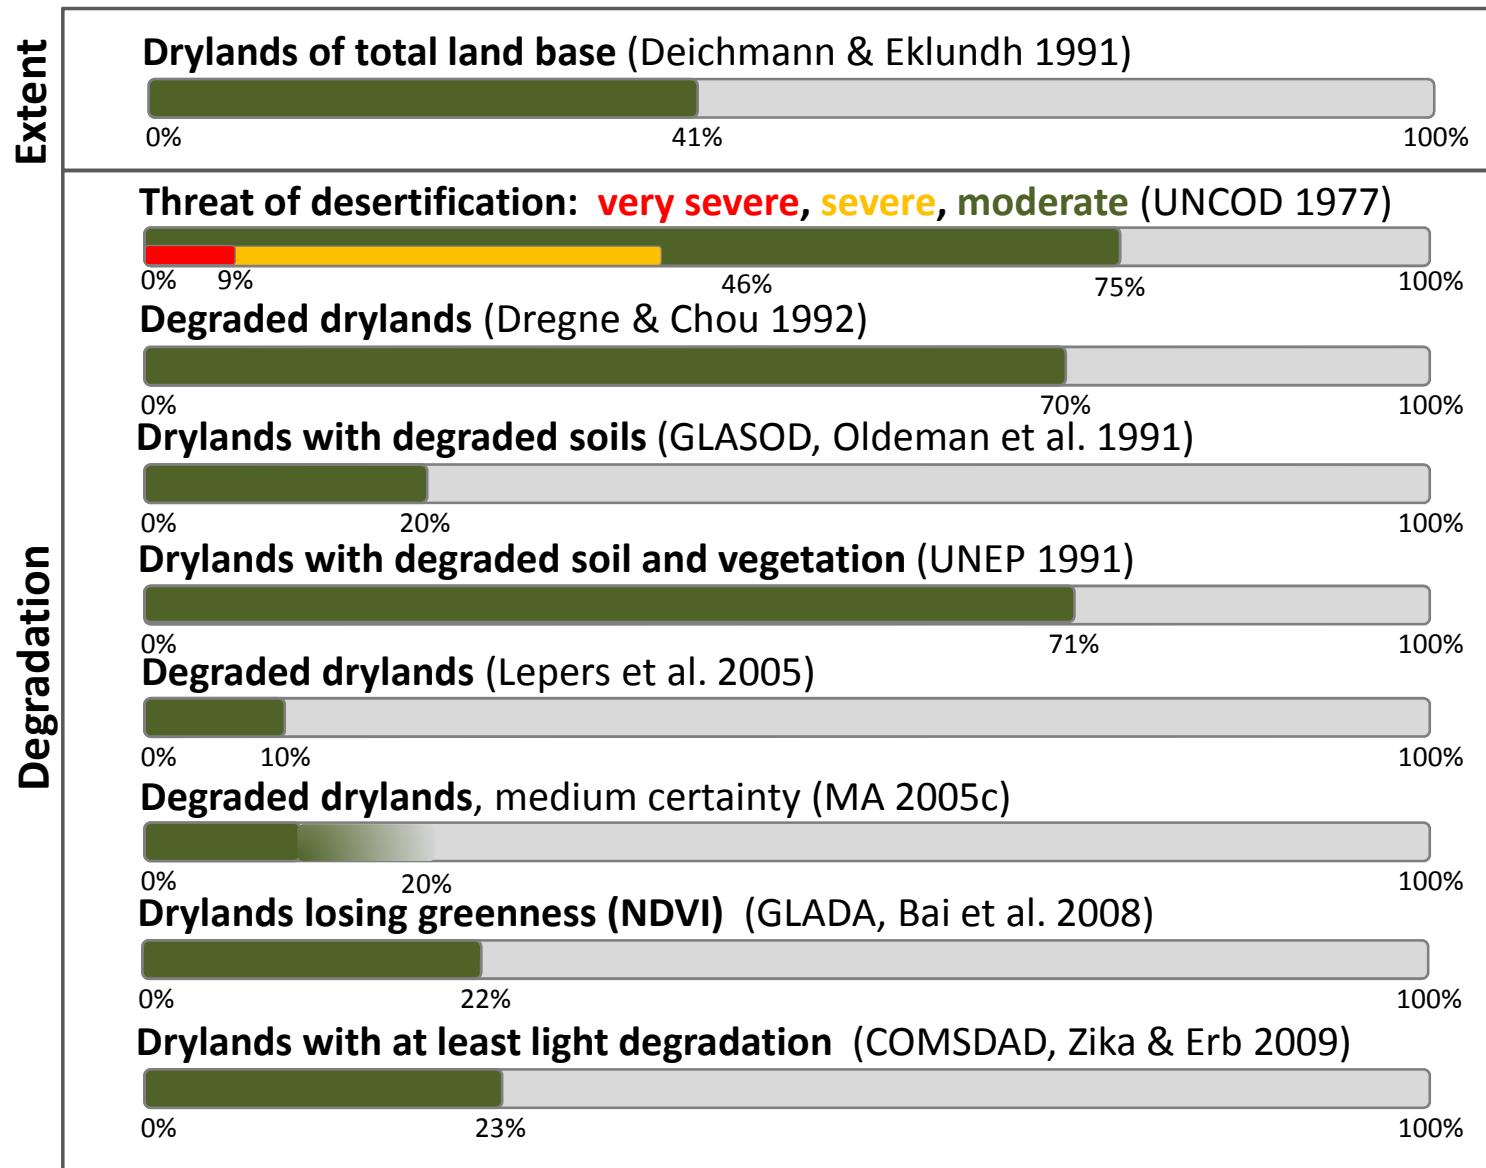 Extent
Drylands of total land base (Deichmann & Eklundh 1991)
0% 41% 100%
Degradation
Threat of desertification: very severe, severe, moderate (UNCOD 1977)
0% 9% 46% 75% 100%
Degraded drylands (Dregne & Chou 1992)
0% 70% 100%
Drylands with degraded soils (GLASOD, Oldeman et al. 1991)
0% 20% 100%
Drylands with degraded soil and vegetation (UNEP 1991)
0% 71% 100%
Degraded drylands (Lepers et al. 2005)
0% 10% 100%
Degraded drylands, medium certainty (MA 2005c)
0% 20% 100%
Drylands losing greenness (NDVI) (GLADA, Bai et al. 2008)
0% 22% 100%
Drylands with at least light degradation (COMSDAD, Zika & Erb 2009)
0% 23% 100%